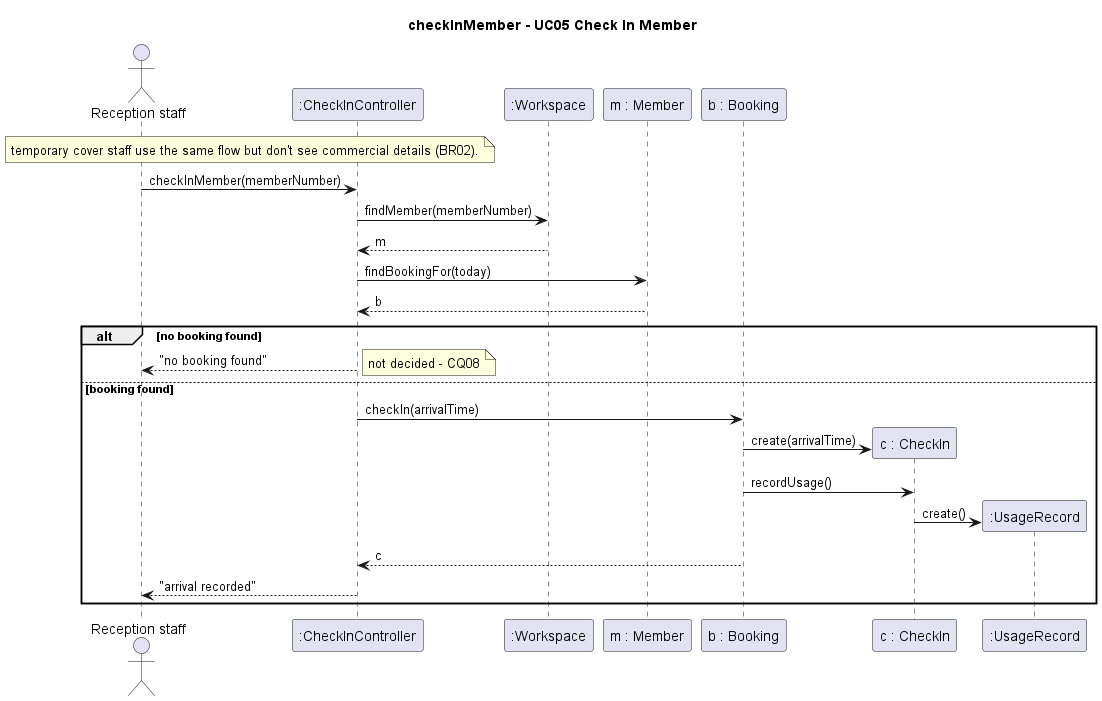 checkInMember - UC05 Check In Member
Reception staff
:CheckInController
:Workspace
m : Member
b : Booking
temporary cover staff use the same flow but don't see commercial details (BR02).
checkInMember(memberNumber)
findMember(memberNumber)
m
findBookingFor(today)
b
alt
[no booking found]
"no booking found"
not decided - CQ08
[booking found]
checkIn(arrivalTime)
create(arrivalTime)
c : CheckIn
recordUsage()
create()
:UsageRecord
c
"arrival recorded"
Reception staff
:CheckInController
:Workspace
m : Member
b : Booking
c : CheckIn
:UsageRecord